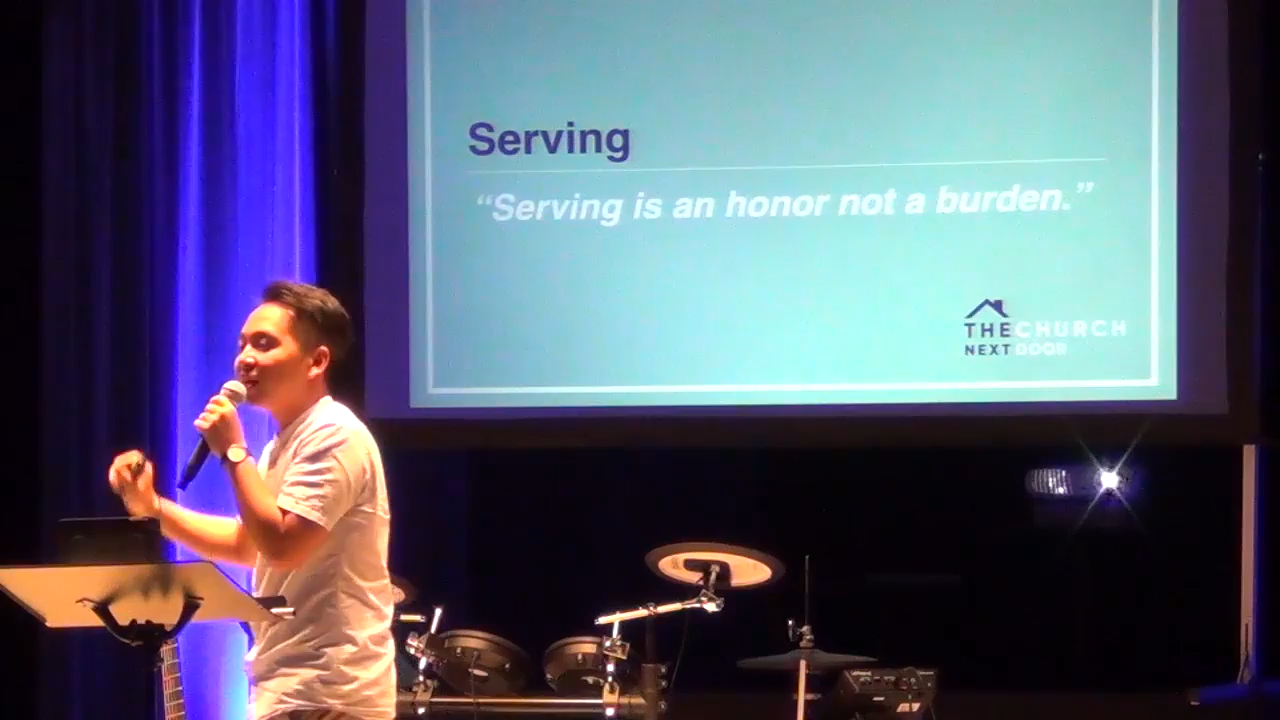 Serving
“Serving is an honor not a burden.”
THE CHURCH
NEXT DOOR